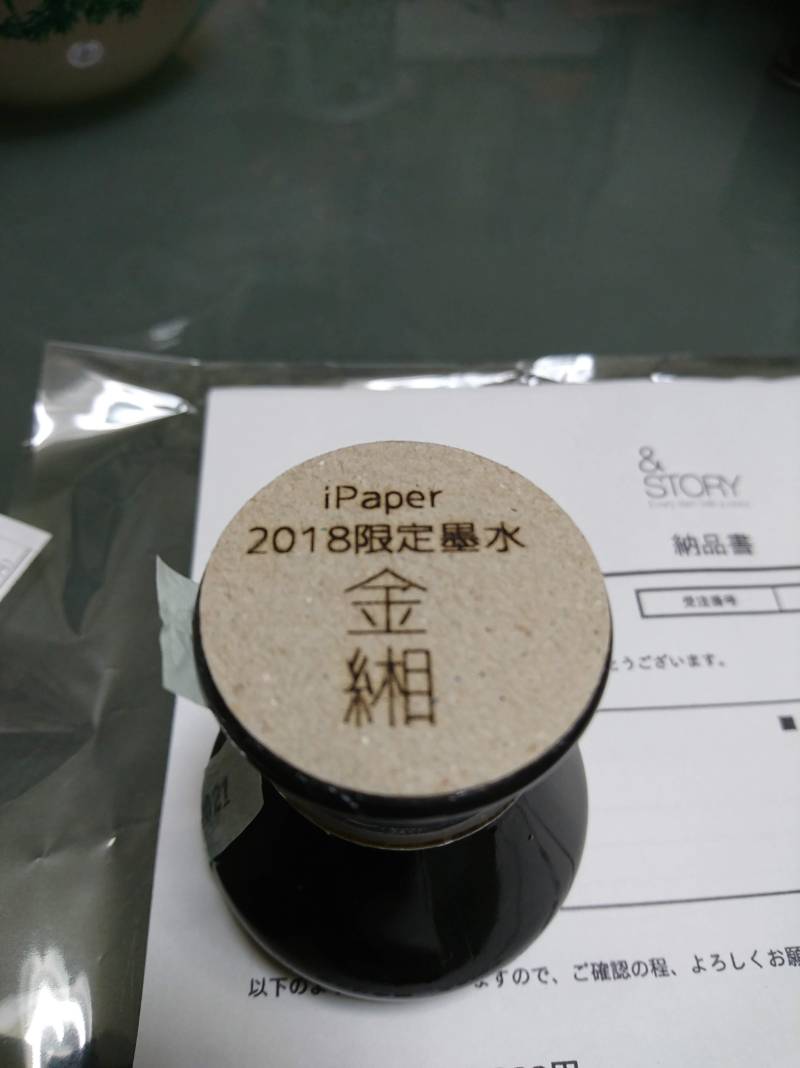 iPaper
2018限定墨水
金
緗
&
STORY
納品書
受注番号
とうございます。
■
以下の
ますので、ご確認の程、よろしくお願
円